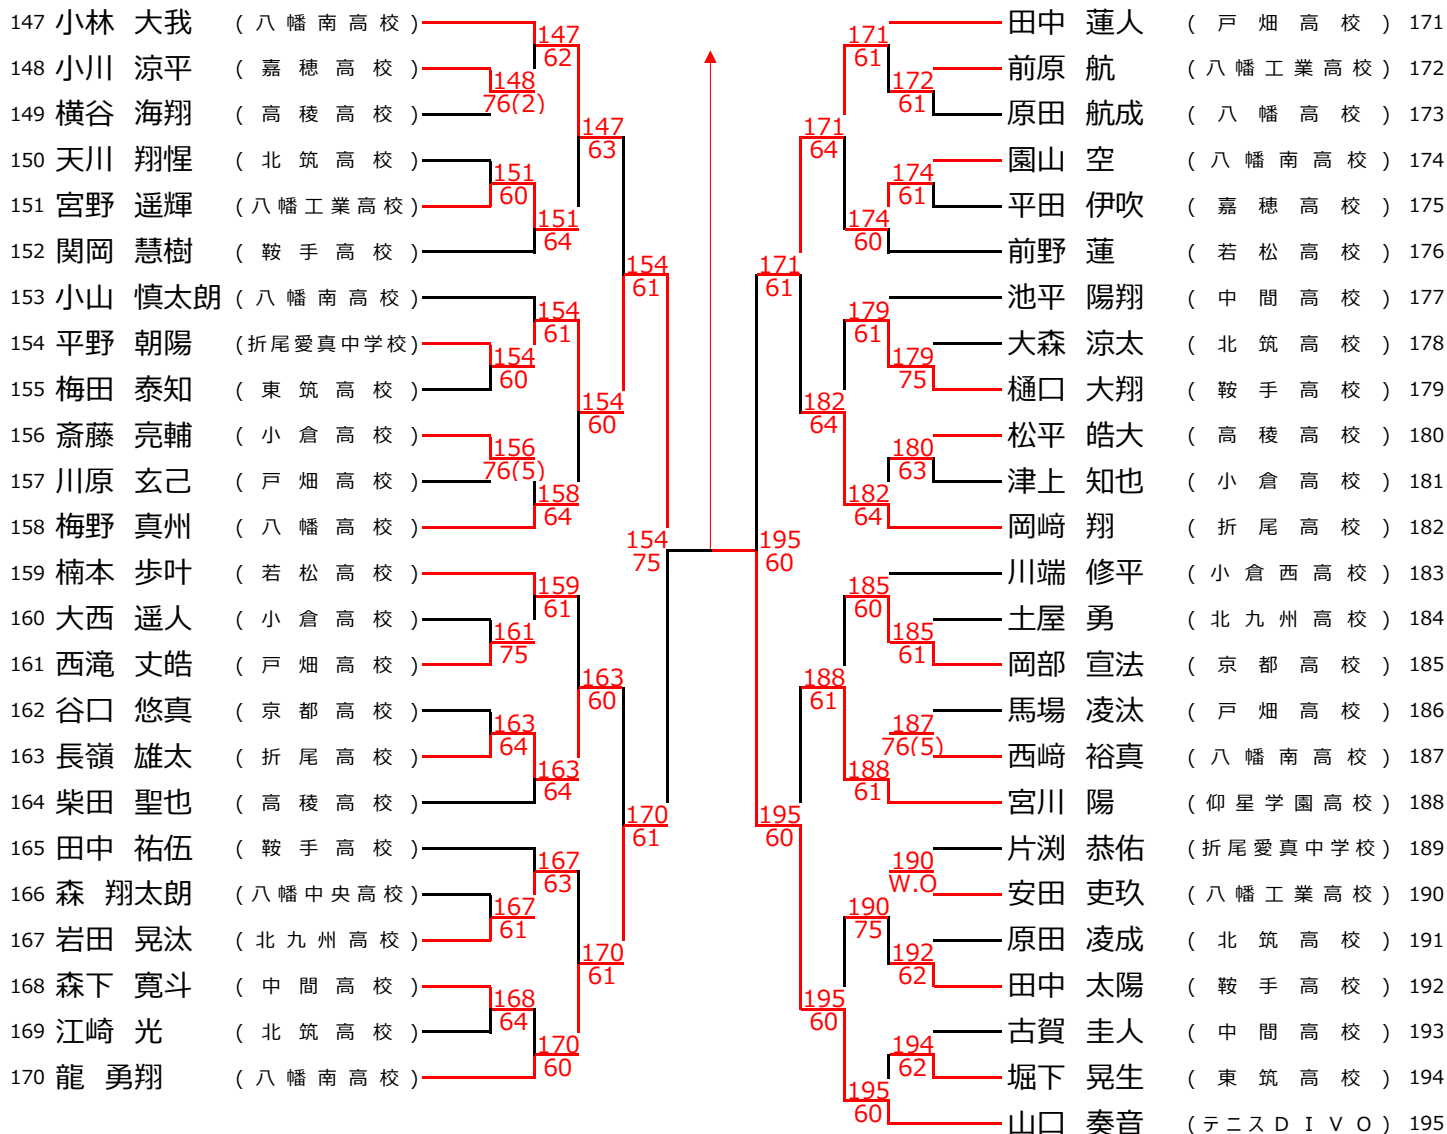 147 小林 大我 ( 八 幡 南 高 校 )
148 小川 涼平 ( 嘉 穂 高 校 )
149 横谷 海翔 ( 高 稜 高 校 )
150 天川 翔惺 ( 北 筑 高 校 )
151 宮野 遥輝 ( 八 幡 工 業 高 校 )
152 関岡 慧樹 ( 鞍 手 高 校 )
153 小山 慎太朗 ( 八 幡 南 高 校 )
154 平野 朝陽 ( 折尾愛真中学校 )
155 梅田 泰知 ( 東 筑 高 校 )
156 斎藤 亮輔 ( 小 倉 高 校 )
157 川原 玄己 ( 戸 畑 高 校 )
158 梅野 真州 ( 八 幡 高 校 )
159 楠本 歩叶 ( 若 松 高 校 )
160 大西 遥人 ( 小 倉 高 校 )
161 西滝 丈皓 ( 戸 畑 高 校 )
162 谷口 悠真 ( 京 都 高 校 )
163 長嶺 雄太 ( 折 尾 高 校 )
164 柴田 聖也 ( 高 稜 高 校 )
165 田中 祐伍 ( 鞍 手 高 校 )
166 森 翔太朗 ( 八 幡 中 央 高 校 )
167 岩田 晃汰 ( 北 九 州 高 校 )
168 森下 寛斗 ( 中 間 高 校 )
169 江崎 光 ( 北 筑 高 校 )
170 龍 勇翔 ( 八 幡 南 高 校 )
148
76(2)
151
60
154
60
156
76(5)
161
75
163
64
167
61
168
64
147
62
151
64
154
61
158
64
159
61
163
64
167
63
170
60
147
63
154
60
163
60
170
61
154
61
170
61
154
75
195
60
171
61
195
60
171
64
182
64
188
61
195
60
171
61
174
60
179
61
182
64
185
60
188
61
190
75
195
60
172
61
174
61
179
75
180
63
185
61
187
76(5)
190
W.O
192
62
194
62
田中 蓮人 ( 戸 畑 高 校 ) 171
前原 航 ( 八 幡 工 業 高 校 ) 172
原田 航成 ( 八 幡 高 校 ) 173
園山 空 ( 八 幡 南 高 校 ) 174
平田 伊吹 ( 嘉 穂 高 校 ) 175
前野 蓮 ( 若 松 高 校 ) 176
池平 陽翔 ( 中 間 高 校 ) 177
大森 涼太 ( 北 筑 高 校 ) 178
樋口 大翔 ( 鞍 手 高 校 ) 179
松平 皓大 ( 高 稜 高 校 ) 180
津上 知也 ( 小 倉 高 校 ) 181
岡﨑 翔 ( 折 尾 高 校 ) 182
川端 修平 ( 小 倉 西 高 校 ) 183
土屋 勇 ( 北 九 州 高 校 ) 184
岡部 宣法 ( 京 都 高 校 ) 185
馬場 凌汰 ( 戸 畑 高 校 ) 186
西﨑 裕真 ( 八 幡 南 高 校 ) 187
宮川 陽 ( 仰 星 学 園 高 校 ) 188
片渕 恭佑 ( 折尾愛真中学校 ) 189
安田 吏玖 ( 八 幡 工 業 高 校 ) 190
原田 凌成 ( 北 筑 高 校 ) 191
田中 太陽 ( 鞍 手 高 校 ) 192
古賀 圭人 ( 中 間 高 校 ) 193
堀下 晃生 ( 東 筑 高 校 ) 194
山口 奏音 ( テニスＤＩＶＯ ) 195